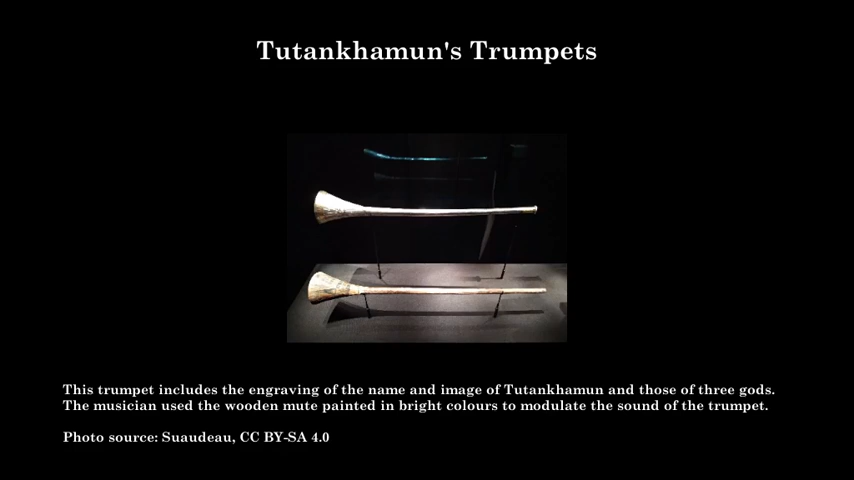 Tutankhamun's Trumpets
This trumpet includes the engraving of the name and image of Tutankhamun and those of three gods.
The musician used the wooden mute painted in bright colours to modulate the sound of the trumpet.
Photo source: Suaudeau, CC BY-SA 4.0